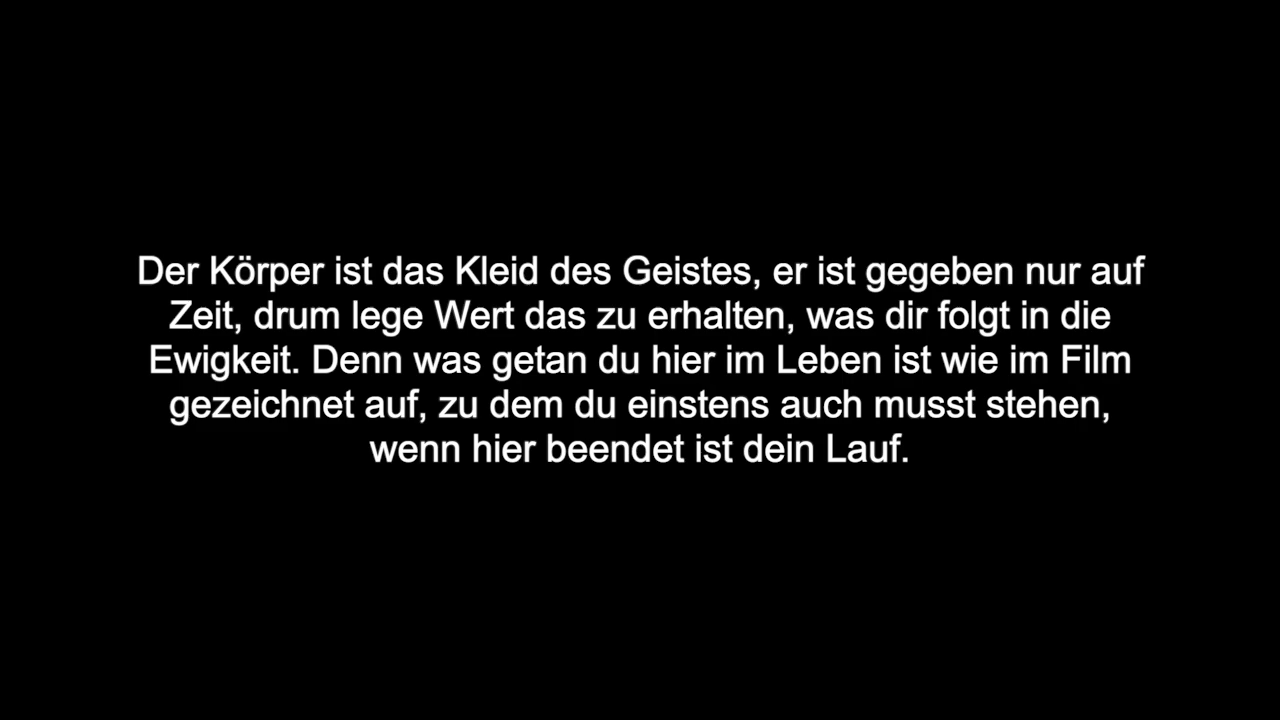 Der Körper ist das Kleid des Geistes, er ist gegeben nur auf
Zeit, drum lege Wert das zu erhalten, was dir folgt in die
Ewigkeit. Denn was getan du hier im Leben ist wie im Film
gezeichnet auf, zu dem du einstens auch musst stehen,
wenn hier beendet ist dein Lauf.